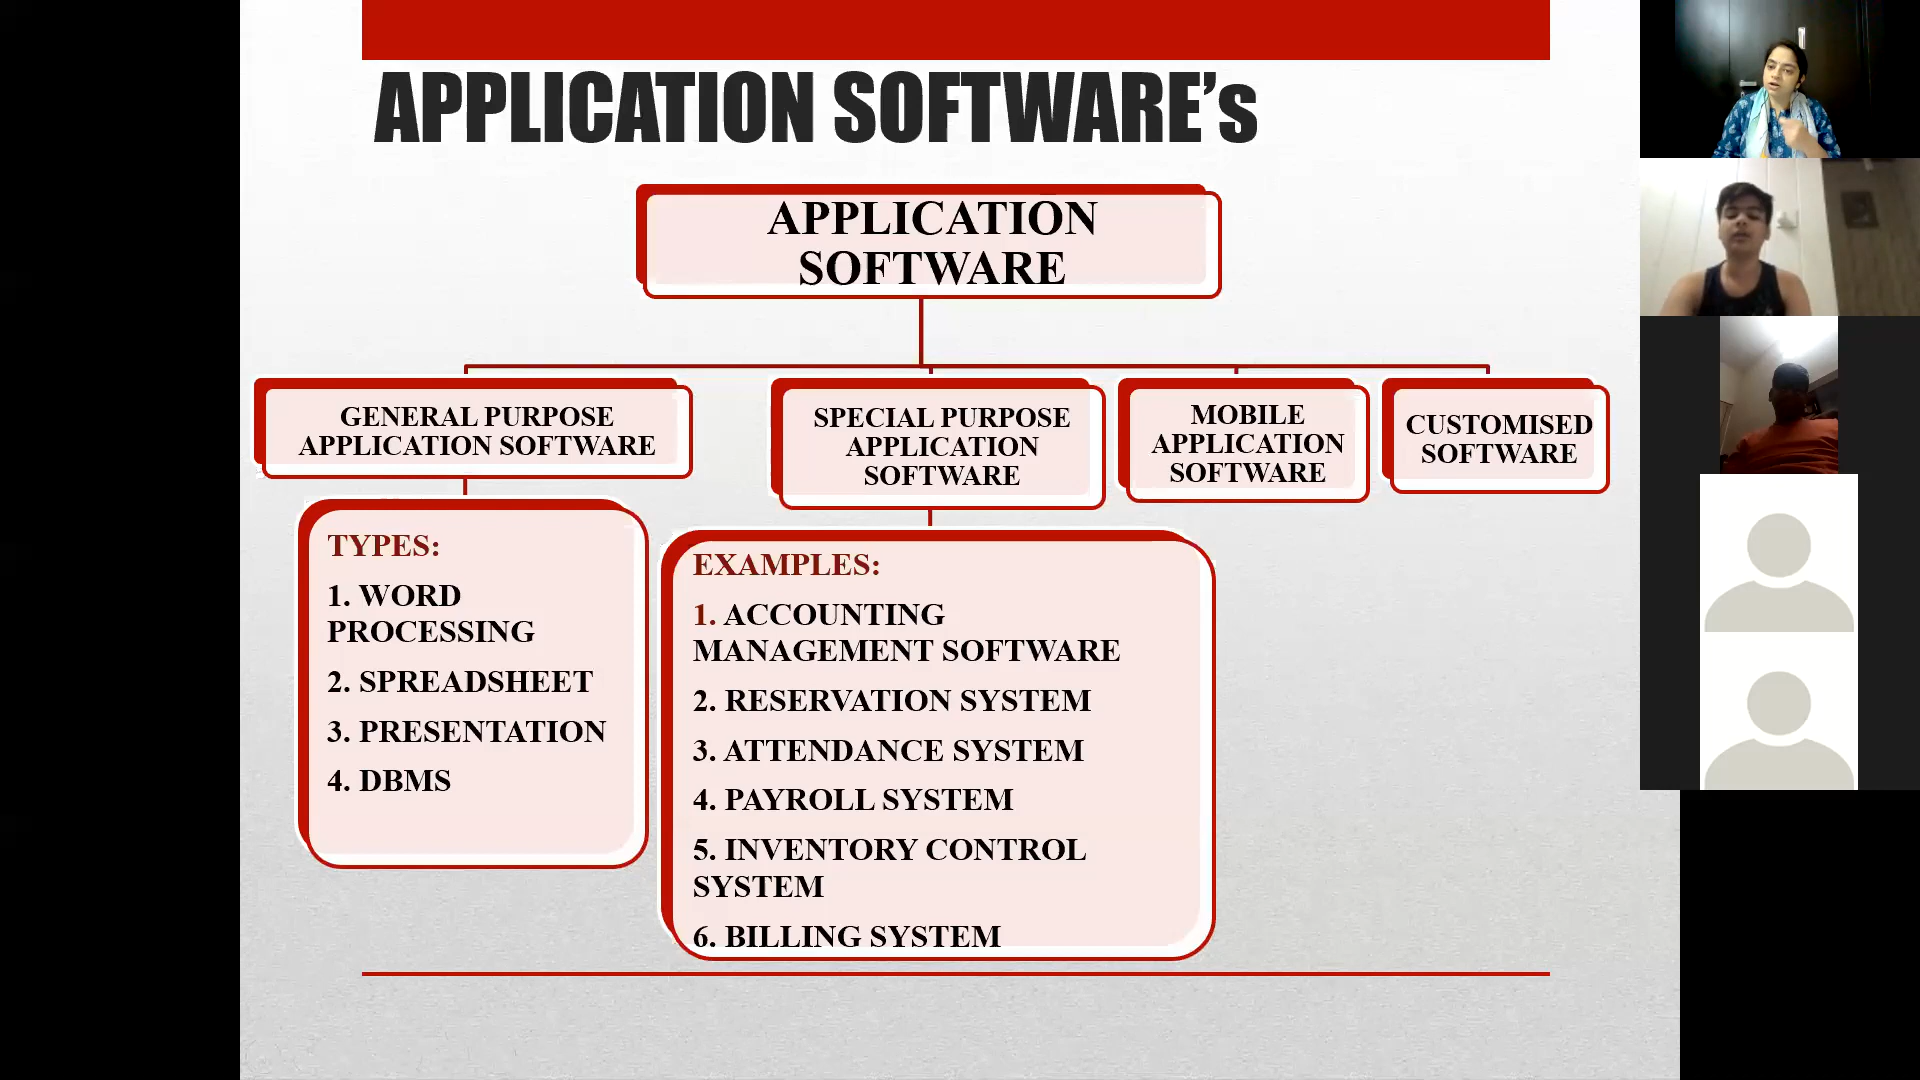 APPLICATION SOFTWARE’s
APPLICATION
SOFTWARE
GENERAL PURPOSE
APPLICATION SOFTWARE
SPECIAL PURPOSE
APPLICATION
SOFTWARE
MOBILE
APPLICATION
SOFTWARE
CUSTOMISED
SOFTWARE
TYPES:
1. WORD
PROCESSING
2. SPREADSHEET
3. PRESENTATION
4. DBMS
EXAMPLES:
1. ACCOUNTING
MANAGEMENT SOFTWARE
2. RESERVATION SYSTEM
3. ATTENDANCE SYSTEM
4. PAYROLL SYSTEM
5. INVENTORY CONTROL
SYSTEM
6. BILLING SYSTEM